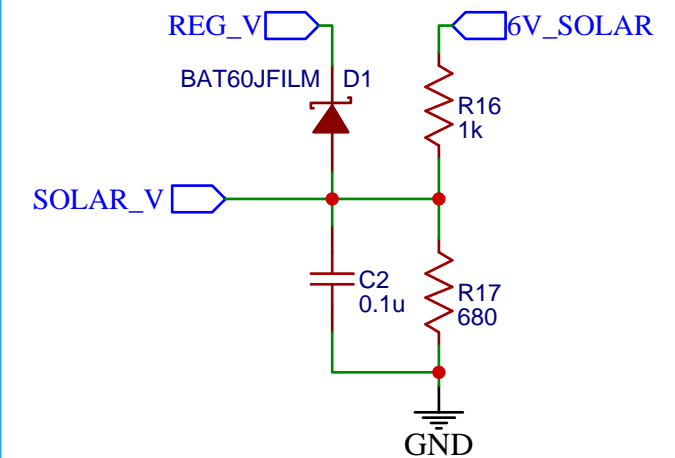 REG_V
6V_SOLAR
BAT60JFILM D1
R16
1k
SOLAR_V
C2
0.1u
R17
680
GND